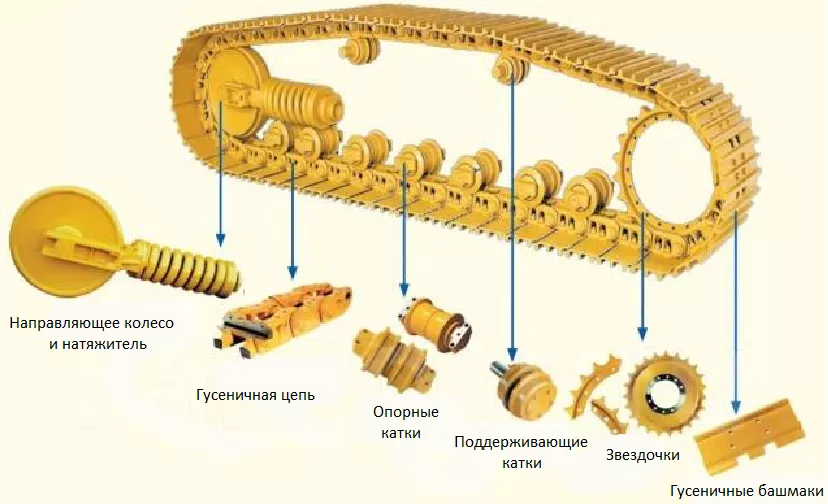 Направляющее колесо
и натяжитель
Гусеничная цепь
Опорные
катки
Поддерживающие
катки
Звездочки
Гусеничные башмаки